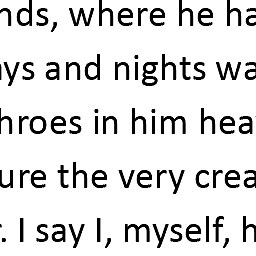 nds, where he ha
ays and nights wa
hroes in him hea
ure the very crea
. I say I, myself, h